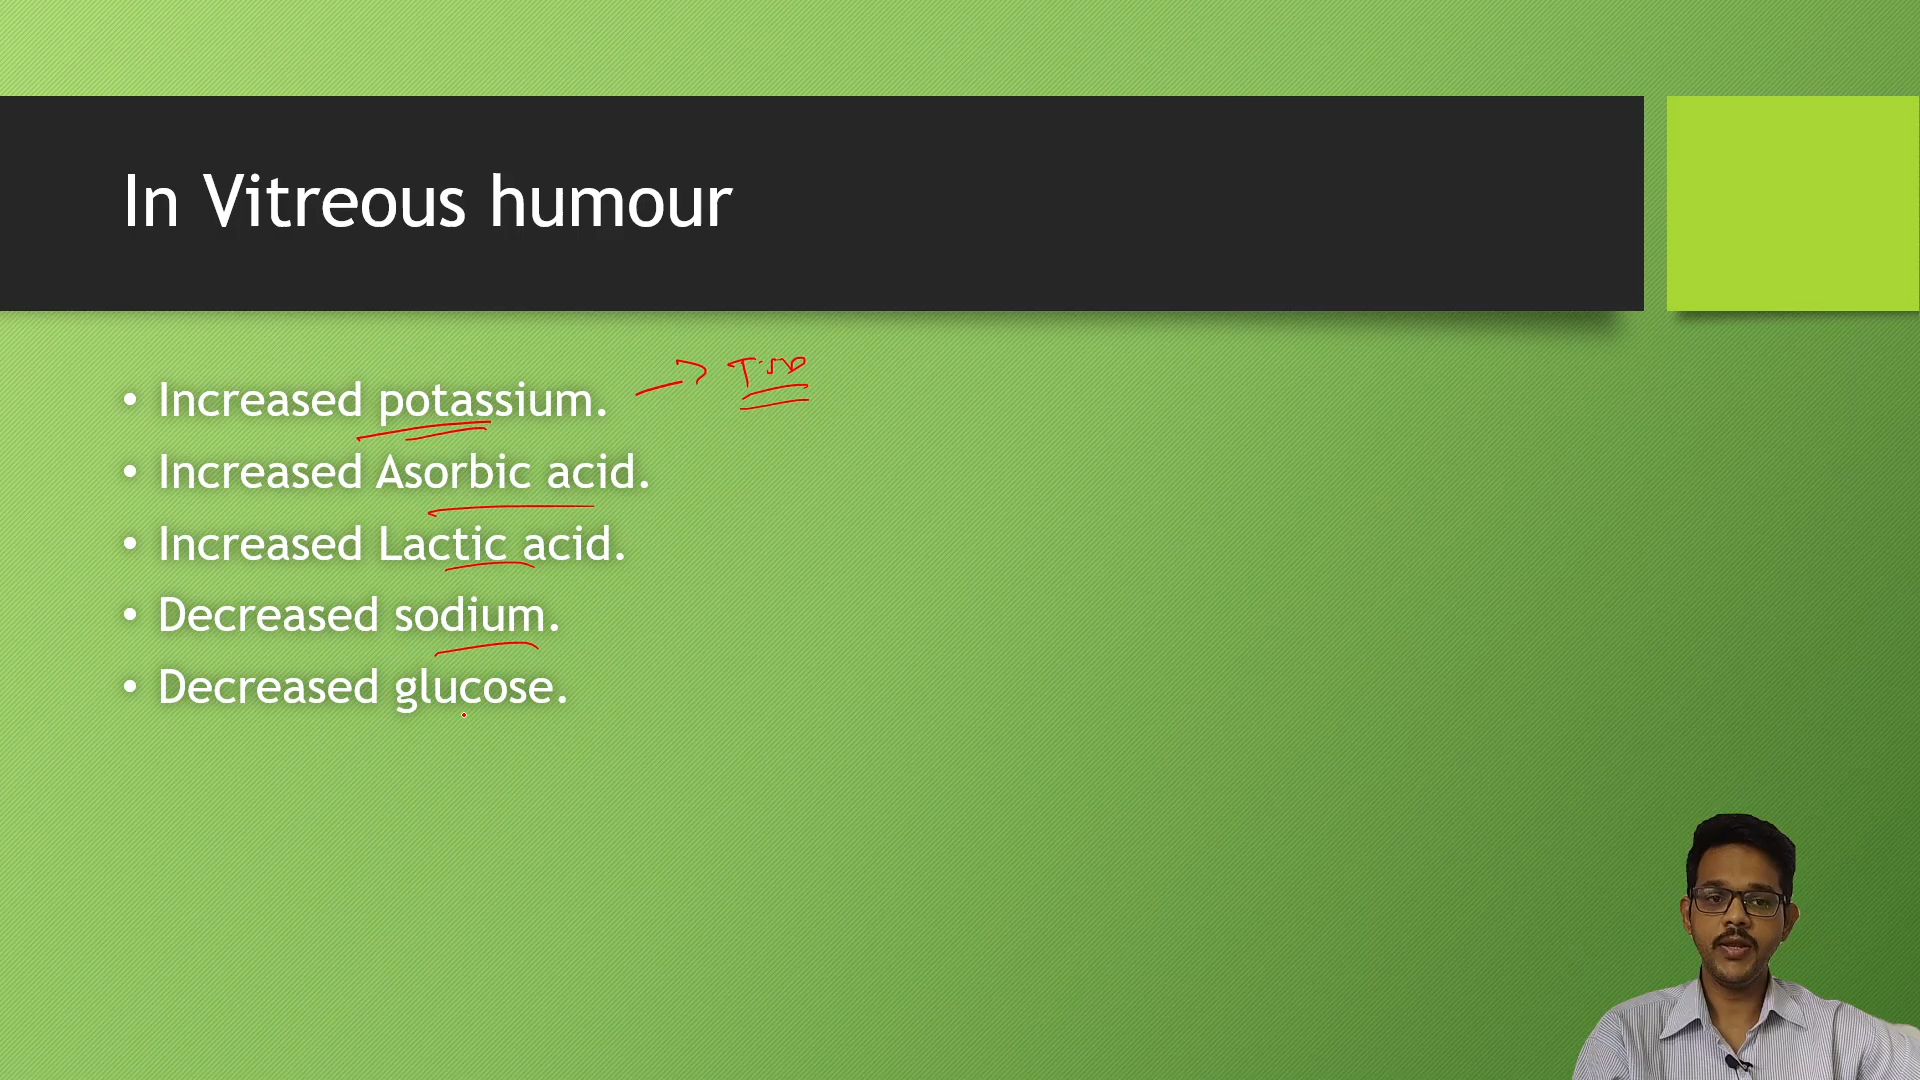 In Vitreous humour
• Increased potassium.
• Increased Asorbic acid.
• Increased Lactic acid.
• Decreased sodium.
• Decreased glucose.